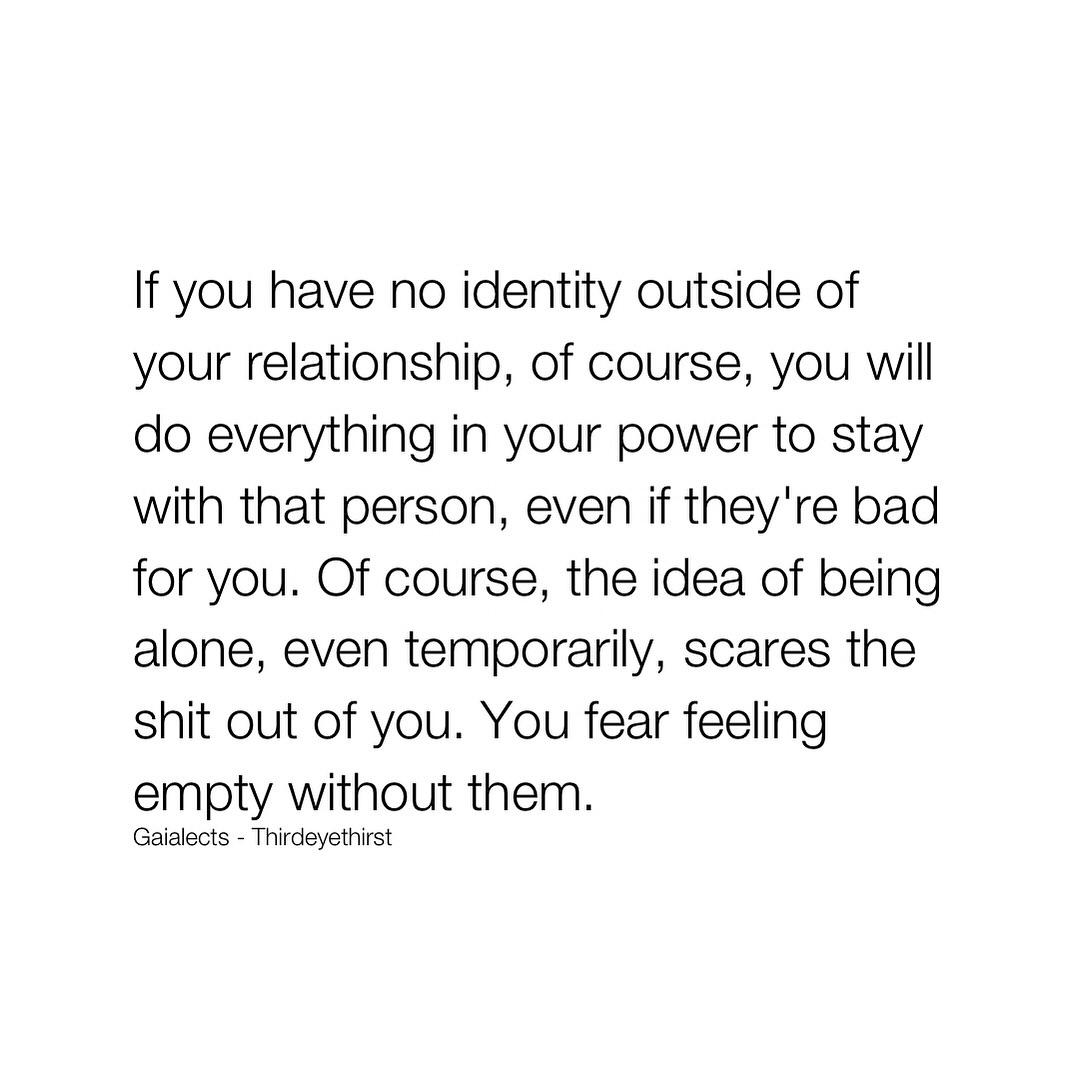 If you have no identity outside of
your relationship, of course, you will
do everything in your power to stay
with that person, even if they're bad
for you. Of course, the idea of being
alone, even temporarily, scares the
shit out of you. You fear feeling
empty without them.
Gaialects - Thirdeyethirst